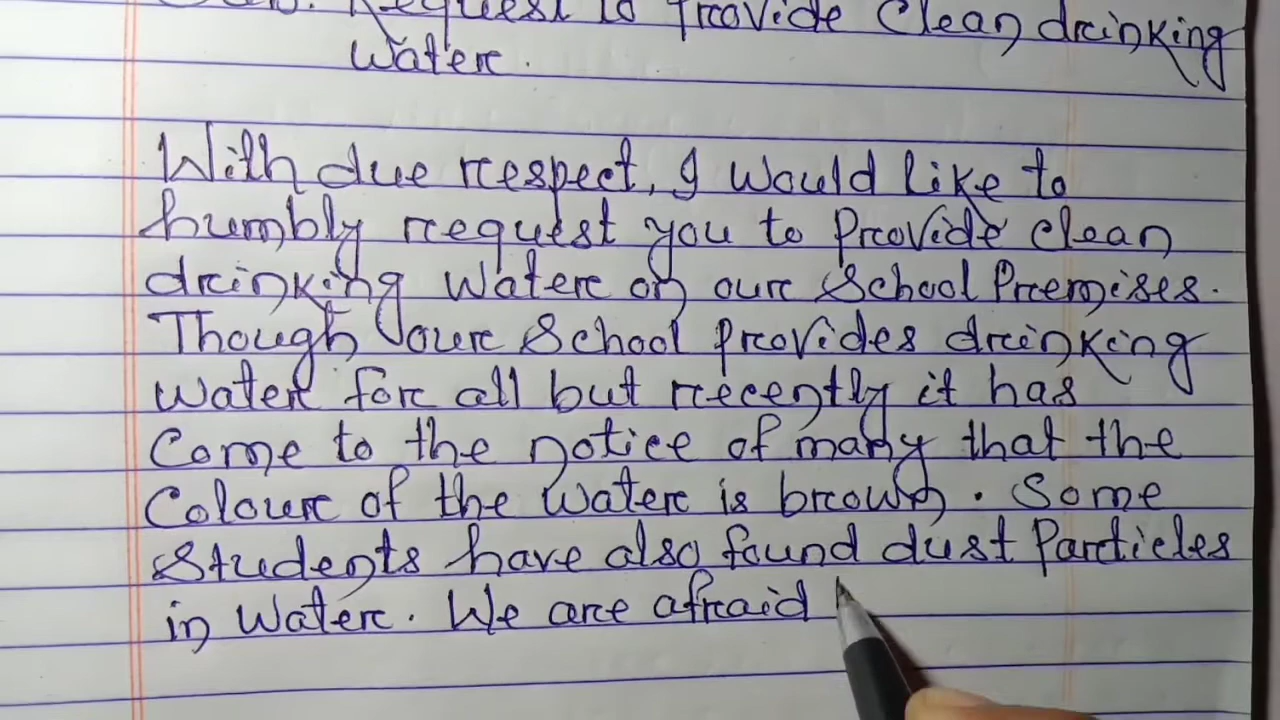 Sub: Request to Provide Clean drinking
Water.
With due respect, I Would like to
humbly request you to Provide clean
drinking Water on our School Premises.
Though our School provides drinking
water for all but recently it has
Come to the notice of many that the
Colour of the Water is brown. Some
Students have also found dust Particles
in Water. We are afraid